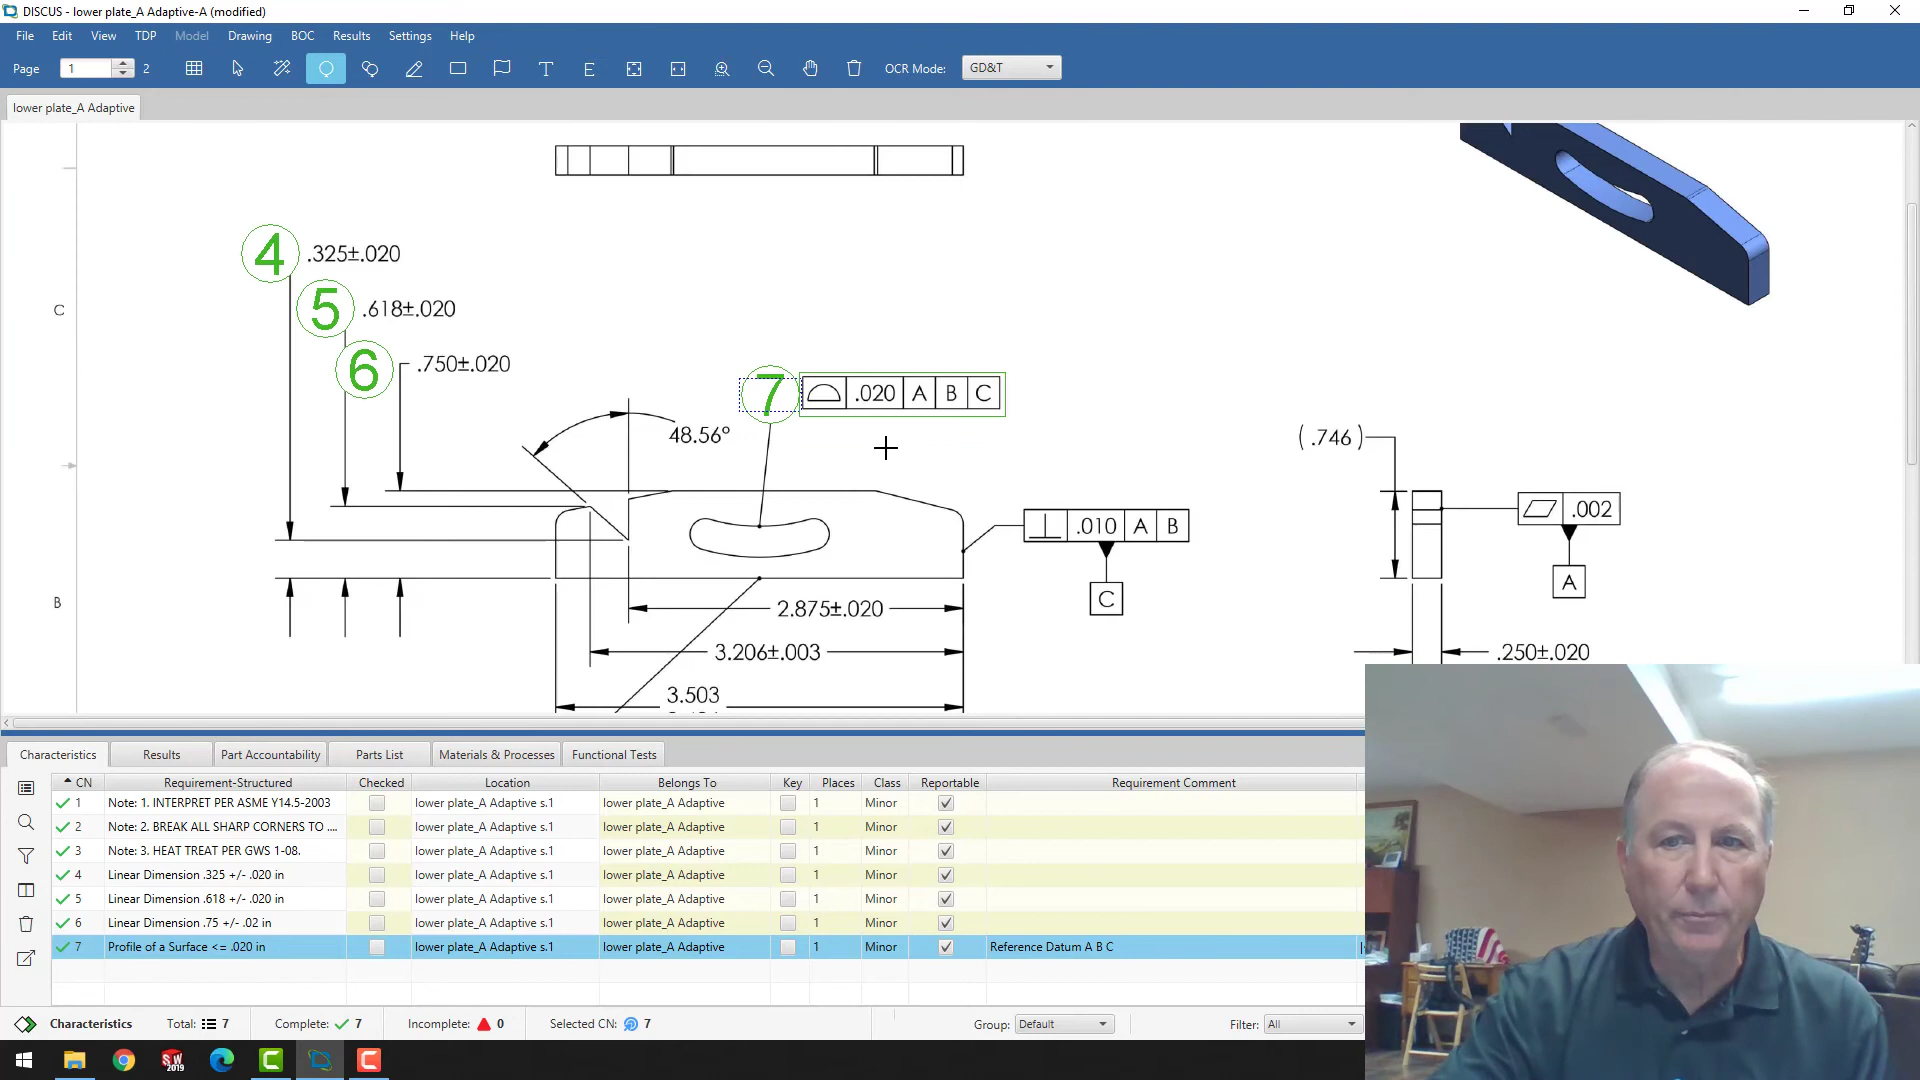 DISCUS - lower plate_A Adaptive-A (modified)
File Edit View TDP Model Drawing BOC Results Settings Help
Page 1 2 T E OCR Mode: GD&T
lower plate_A Adaptive
C
4 .325±.020
5 .618±.020
6 .750±.020
7 .020 A B C
48.56°
( .746 )
.010 A B
.002
C
A
B
2.875±.020
3.206±.003
.250±.020
3.503
Characteristics Results Part Accountability Parts List Materials & Processes Functional Tests
CN Requirement-Structured Checked Location Belongs To Key Places Class Reportable Requirement Comment
1 Note: 1. INTERPRET PER ASME Y14.5-2003 lower plate_A Adaptive s.1 lower plate_A Adaptive 1 Minor
2 Note: 2. BREAK ALL SHARP CORNERS TO .... lower plate_A Adaptive s.1 lower plate_A Adaptive 1 Minor
3 Note: 3. HEAT TREAT PER GWS 1-08. lower plate_A Adaptive s.1 lower plate_A Adaptive 1 Minor
4 Linear Dimension .325 +/- .020 in lower plate_A Adaptive s.1 lower plate_A Adaptive 1 Minor
5 Linear Dimension .618 +/- .020 in lower plate_A Adaptive s.1 lower plate_A Adaptive 1 Minor
6 Linear Dimension .75 +/- .02 in lower plate_A Adaptive s.1 lower plate_A Adaptive 1 Minor
7 Profile of a Surface <= .020 in lower plate_A Adaptive s.1 lower plate_A Adaptive 1 Minor Reference Datum A B C
Characteristics Total: 7 Complete: 7 Incomplete: 0 Selected CN: 7 Group: Default Filter: All
SW 2019